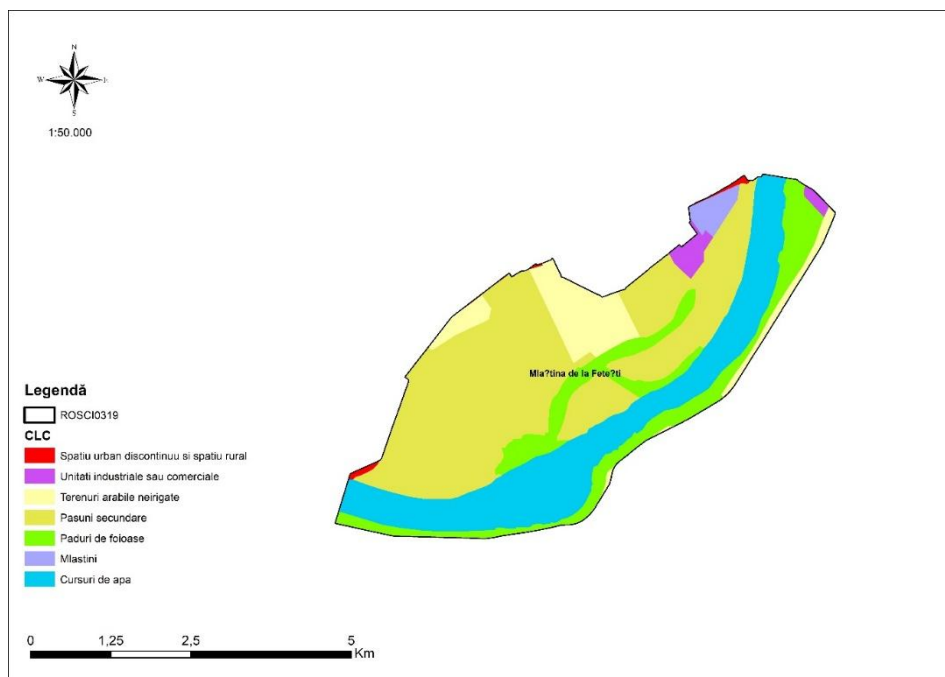 N
W E
S
1:50.000
Mla?tina de la Fete?ti
Legendă
ROSCI0319
CLC
Spatiu urban discontinuu si spatiu rural
Unitati industriale sau comerciale
Terenuri arabile neirigate
Pasuni secundare
Paduri de foioase
Mlastini
Cursuri de apa
0 1,25 2,5 5
Km